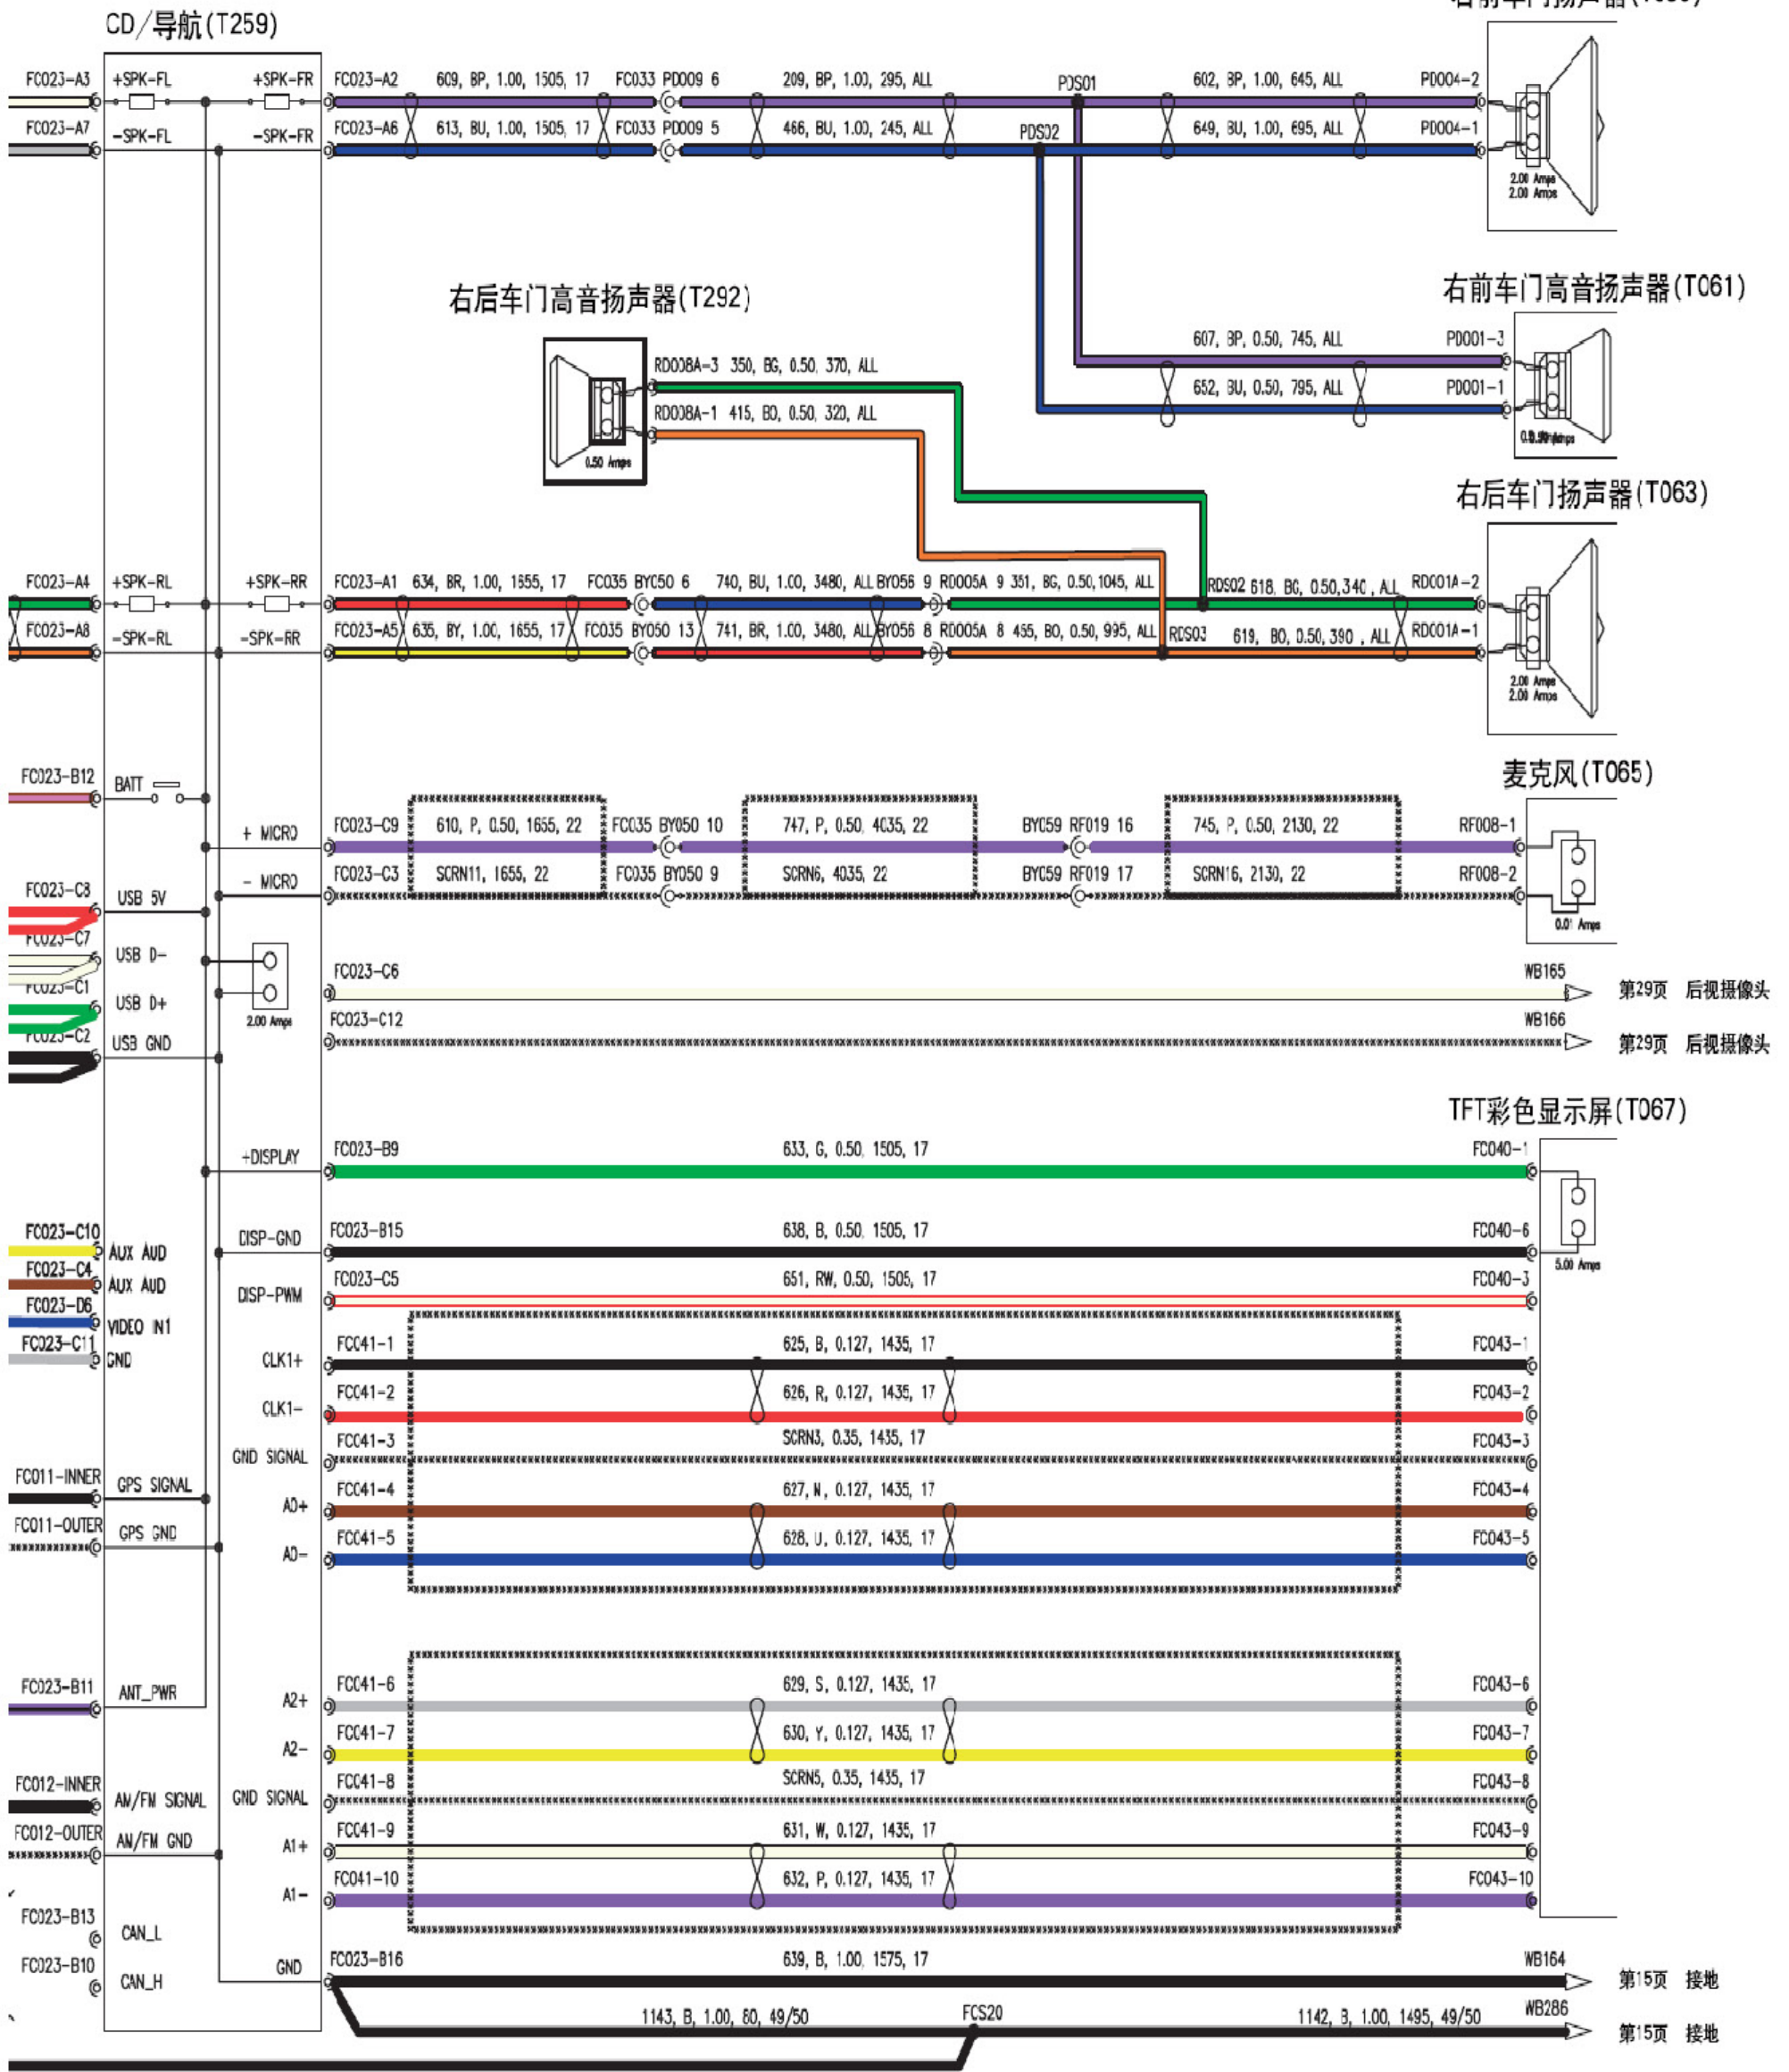 CD/导航(T259)
FC023-A3 +SPK-FL +SPK-FR FC023-A2 609, BP, 1.00, 1505, 17 FC033 PD009 6 209, BP, 1.00, 295, ALL PDS01 602, BP, 1.00, 645, ALL PD004-2
FC023-A7 -SPK-FL -SPK-FR FC023-A6 613, BU, 1.00, 1505, 17 FC033 PD009 5 466, BU, 1.00, 245, ALL PDS02 649, BU, 1.00, 695, ALL PD004-1
2.00 Amps
2.00 Amps
右前车门高音扬声器(T061)
右后车门高音扬声器(T292)
607, BP, 0.50, 745, ALL PD001-3
RD008A-3 350, BG, 0.50, 370, ALL
652, BU, 0.50, 795, ALL PD001-1
RD008A-1 415, BO, 0.50, 320, ALL
0.50 Amps
右后车门扬声器(T063)
FC023-A4 +SPK-RL +SPK-RR FC023-A1 634, BR, 1.00, 1655, 17 FC035 BY050 6 740, BU, 1.00, 3480, ALL BY056 9 RD005A 9 351, BG, 0.50,1045, ALL RDS02 618, BG, 0.50,340 , ALL RD001A-2
FC023-A8 -SPK-RL -SPK-RR FC023-A5 635, BY, 1.00, 1655, 17 FC035 BY050 13 741, BR, 1.00, 3480, ALL BY056 8 RD005A 8 465, BO, 0.50, 995, ALL RDS03 619, BO, 0.50, 390 , ALL RD001A-1
2.00 Amps
2.00 Amps
麦克风(T065)
FC023-B12 BATT
+ MICRO FC023-C9 610, P, 0.50, 1655, 22 FC035 BY050 10 747, P, 0.50, 4035, 22 BY059 RF019 16 745, P, 0.50, 2130, 22 RF008-1
- MICRO FC023-C3 SCRN11, 1655, 22 FC035 BY050 9 SCRN6, 4035, 22 BY059 RF019 17 SCRN16, 2130, 22 RF008-2
0.01 Amps
FC023-C8 USB 5V
FC023-C7 USB D-
FC023-C1 USB D+
FC023-C2 USB GND
2.00 Amps
FC023-C6 WB165 第29页 后视摄像头
FC023-C12 WB166 第29页 后视摄像头
TFT彩色显示屏(T067)
+DISPLAY FC023-B9 633, G, 0.50, 1505, 17 FC040-1
FC023-C10 AUX AUD
DISP-GND FC023-B15 638, B, 0.50, 1505, 17 FC040-6
5.00 Amps
FC023-C4 AUX AUD
DISP-PWM FC023-C5 651, RW, 0.50, 1505, 17 FC040-3
FC023-D6 VIDEO IN1
FC023-C11 GND
CLK1+ FC041-1 625, B, 0.127, 1435, 17 FC043-1
CLK1- FC041-2 626, R, 0.127, 1435, 17 FC043-2
GND SIGNAL FC041-3 SCRN3, 0.35, 1435, 17 FC043-3
FC011-INNER GPS SIGNAL
A0+ FC041-4 627, N, 0.127, 1435, 17 FC043-4
FC011-OUTER GPS GND
A0- FC041-5 628, U, 0.127, 1435, 17 FC043-5
FC023-B11 ANT_PWR
A2+ FC041-6 629, S, 0.127, 1435, 17 FC043-6
A2- FC041-7 630, Y, 0.127, 1435, 17 FC043-7
FC012-INNER AM/FM SIGNAL
GND SIGNAL FC041-8 SCRN5, 0.35, 1435, 17 FC043-8
FC012-OUTER AM/FM GND
A1+ FC041-9 631, W, 0.127, 1435, 17 FC043-9
A1- FC041-10 632, P, 0.127, 1435, 17 FC043-10
FC023-B13 CAN_L
FC023-B10 CAN_H
GND FC023-B16 639, B, 1.00, 1575, 17 WB164 第15页 接地
1143, B, 1.00, 80, 49/50 FCS20 1142, B, 1.00, 1495, 49/50 WB286 第15页 接地